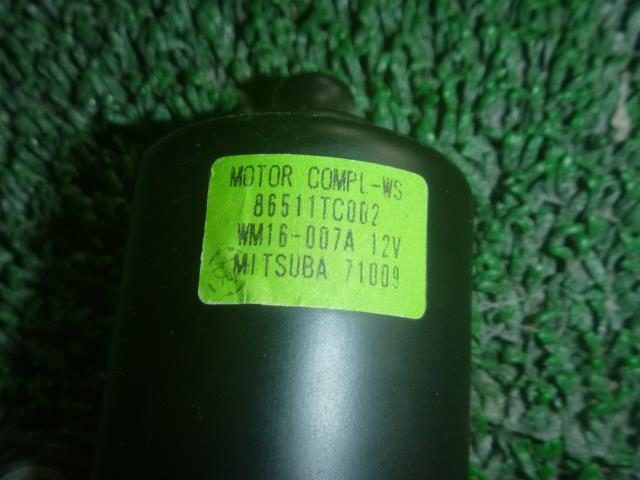 MOTOR COMPL-WS
86511TC002
WM16-007A 12V
MITSUBA 71009